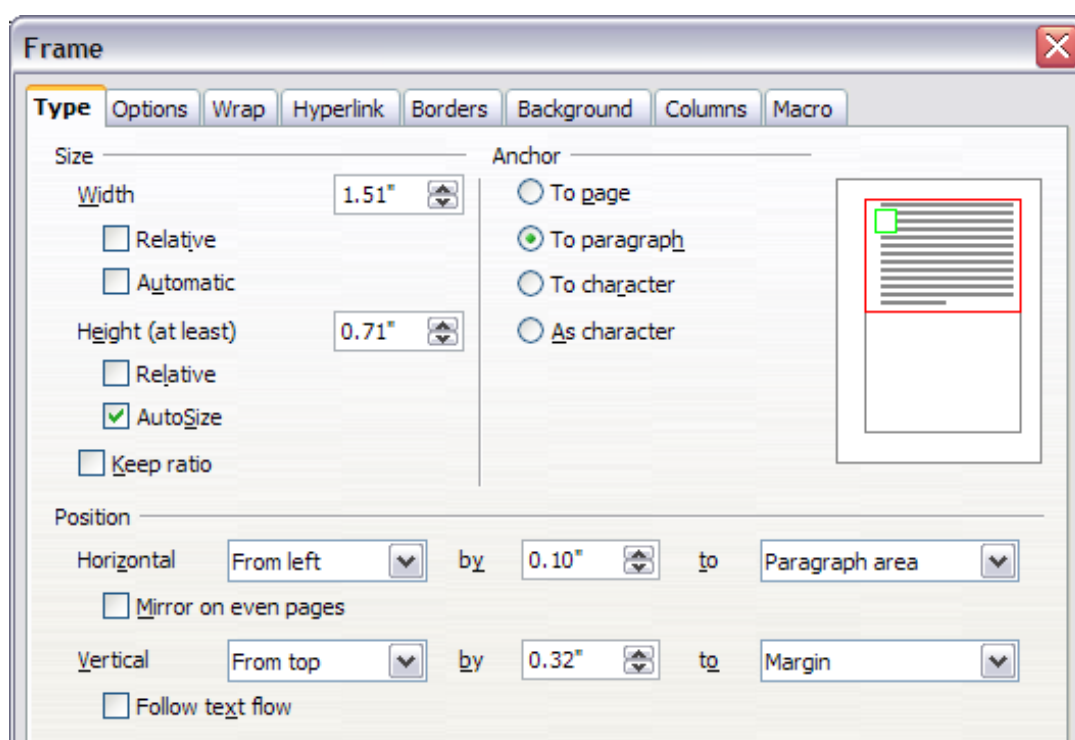 Frame
Type Options Wrap Hyperlink Borders Background Columns Macro
Size Anchor
Width 1.51" To page
Relative To paragraph
Automatic To character
Height (at least) 0.71" As character
Relative
AutoSize
Keep ratio
Position
Horizontal From left by 0.10" to Paragraph area
Mirror on even pages
Vertical From top by 0.32" to Margin
Follow text flow